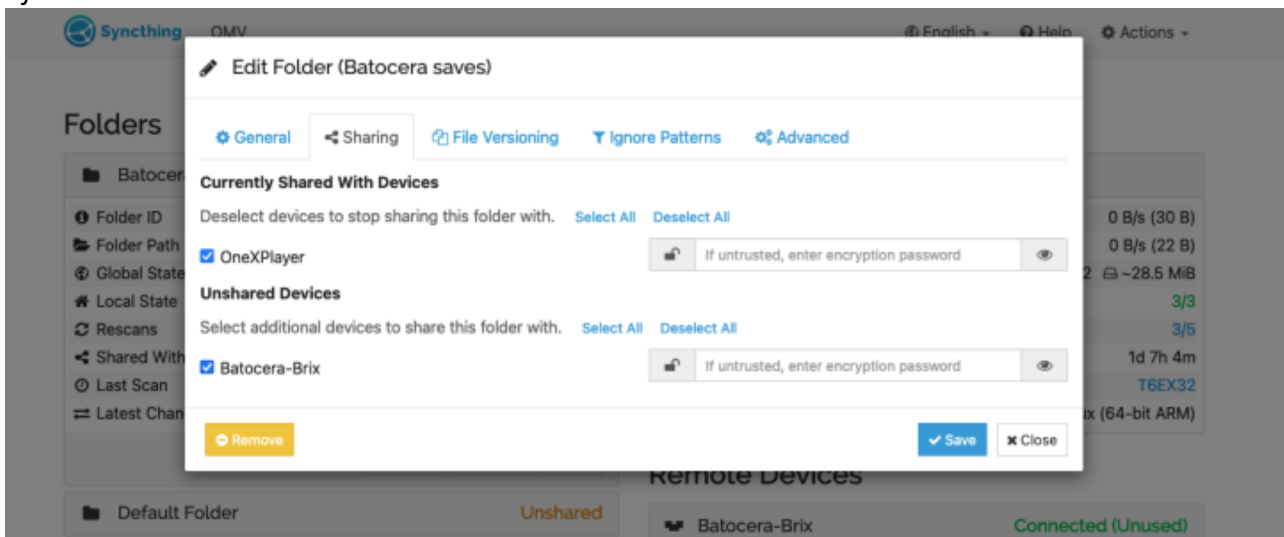 Syncthing OMV English Help Actions
Edit Folder (Batocera saves)
Folders
General Sharing File Versioning Ignore Patterns Advanced
Batocer
Currently Shared With Devices
Folder ID
Deselect devices to stop sharing this folder with. Select All Deselect All
0 B/s (30 B)
Folder Path
0 B/s (22 B)
OneXPlayer
If untrusted, enter encryption password
Global State
2 ~28.5 MiB
Unshared Devices
Local State
3/3
Rescans
Select additional devices to share this folder with. Select All Deselect All
3/5
Shared With
1d 7h 4m
Batocera-Brix
If untrusted, enter encryption password
Last Scan
T6EX32
Latest Chan
ux (64-bit ARM)
Remove
Save Close
Remote Devices
Default Folder Unshared
Batocera-Brix Connected (Unused)